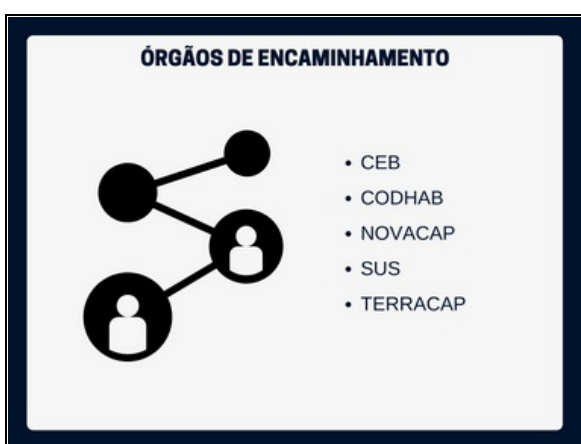 ÓRGÃOS DE ENCAMINHAMENTO
• CEB
• CODHAB
• NOVACAP
• SUS
• TERRACAP